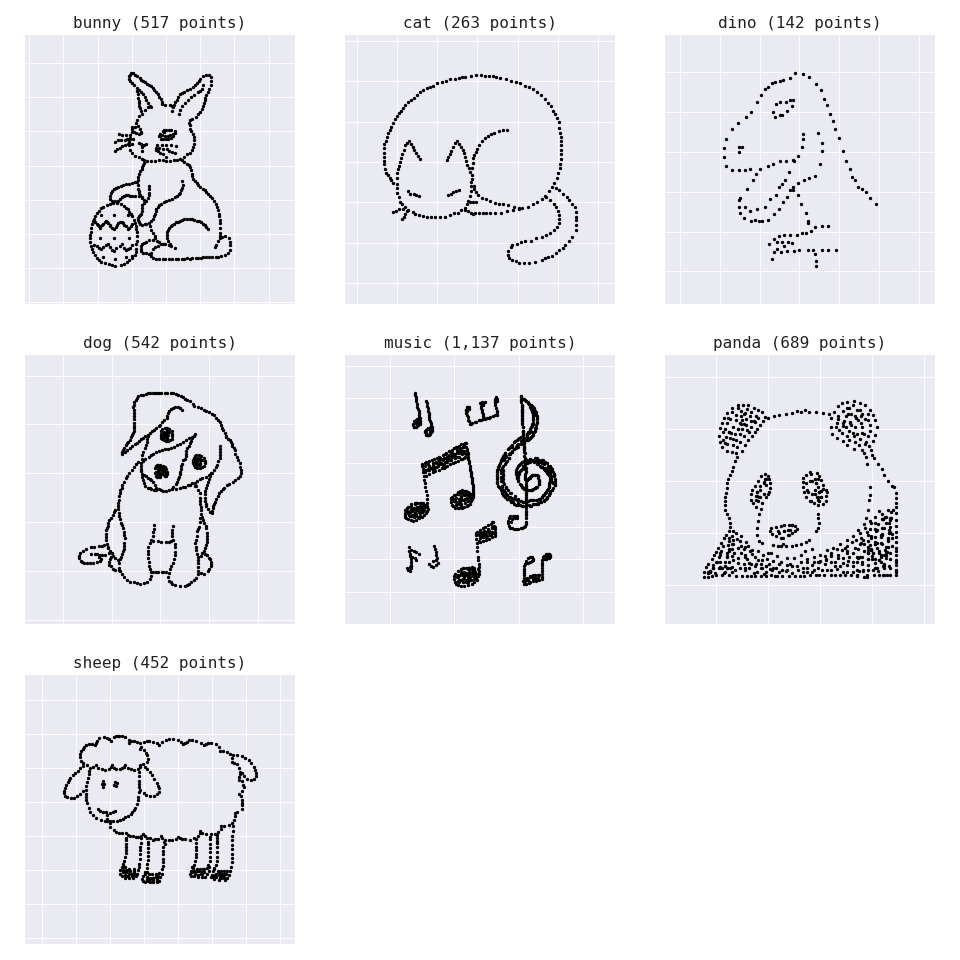 bunny (517 points)
cat (263 points)
dino (142 points)
dog (542 points)
music (1,137 points)
panda (689 points)
sheep (452 points)